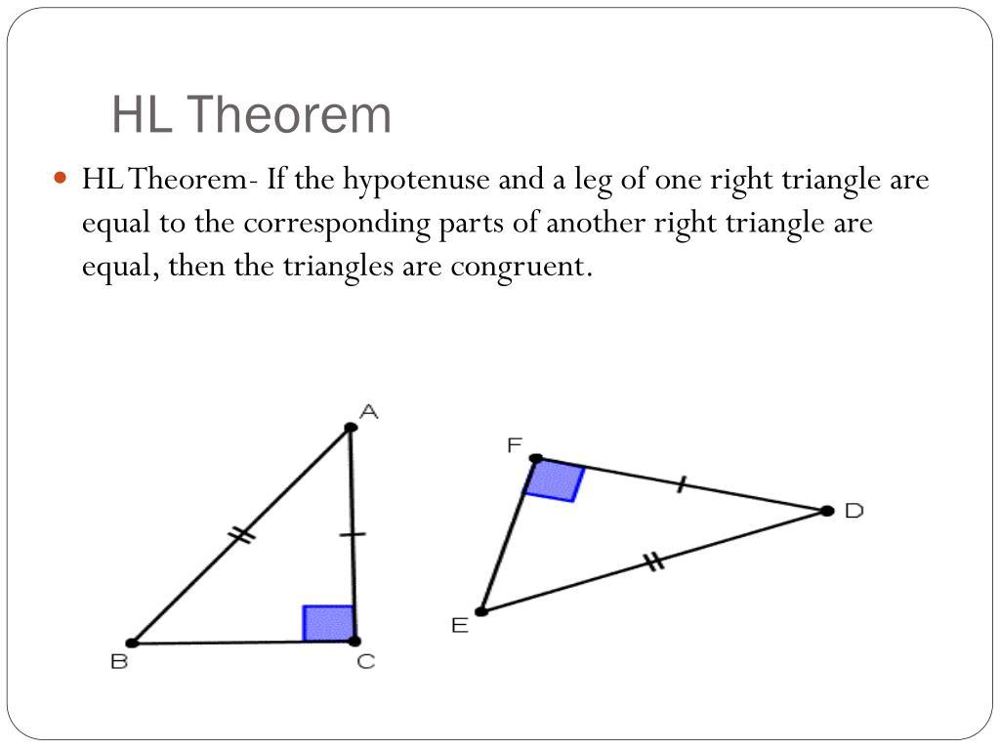 HL Theorem
• HL Theorem- If the hypotenuse and a leg of one right triangle are
equal to the corresponding parts of another right triangle are
equal, then the triangles are congruent.
A
F
D
E
B
C